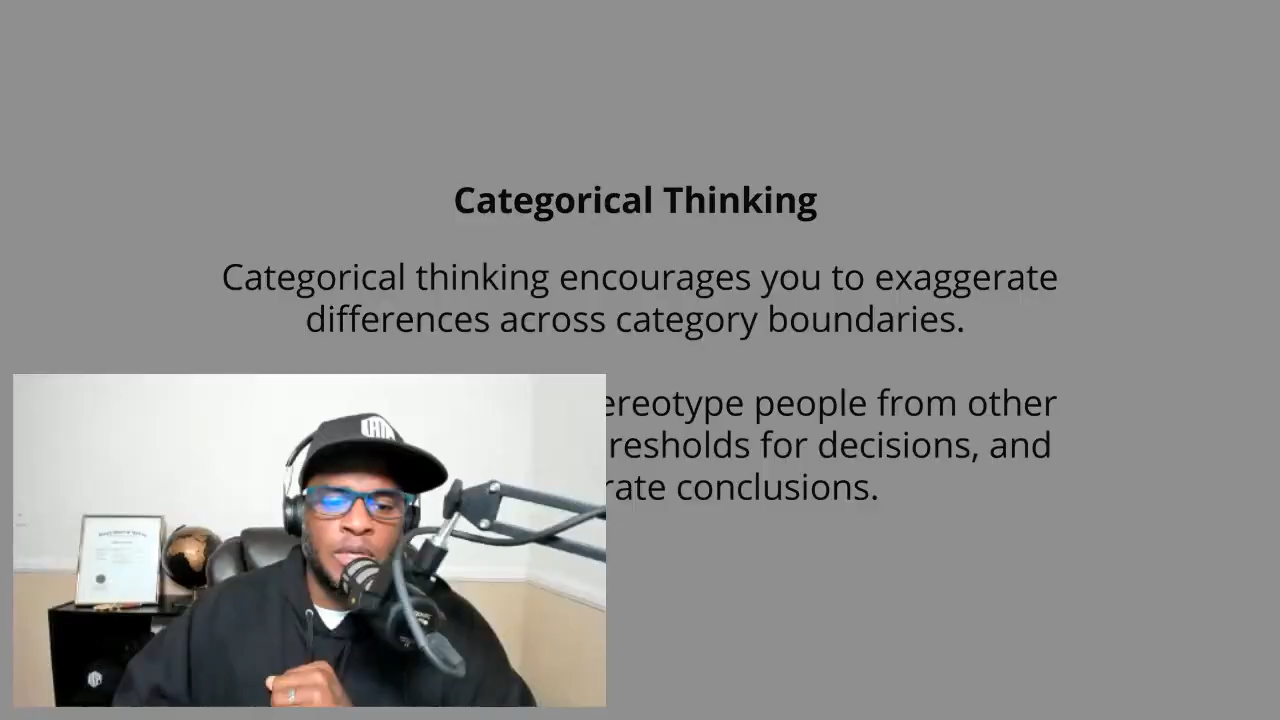 Categorical Thinking
Categorical thinking encourages you to exaggerate
differences across category boundaries.
ereotype people from other
resholds for decisions, and
rate conclusions.